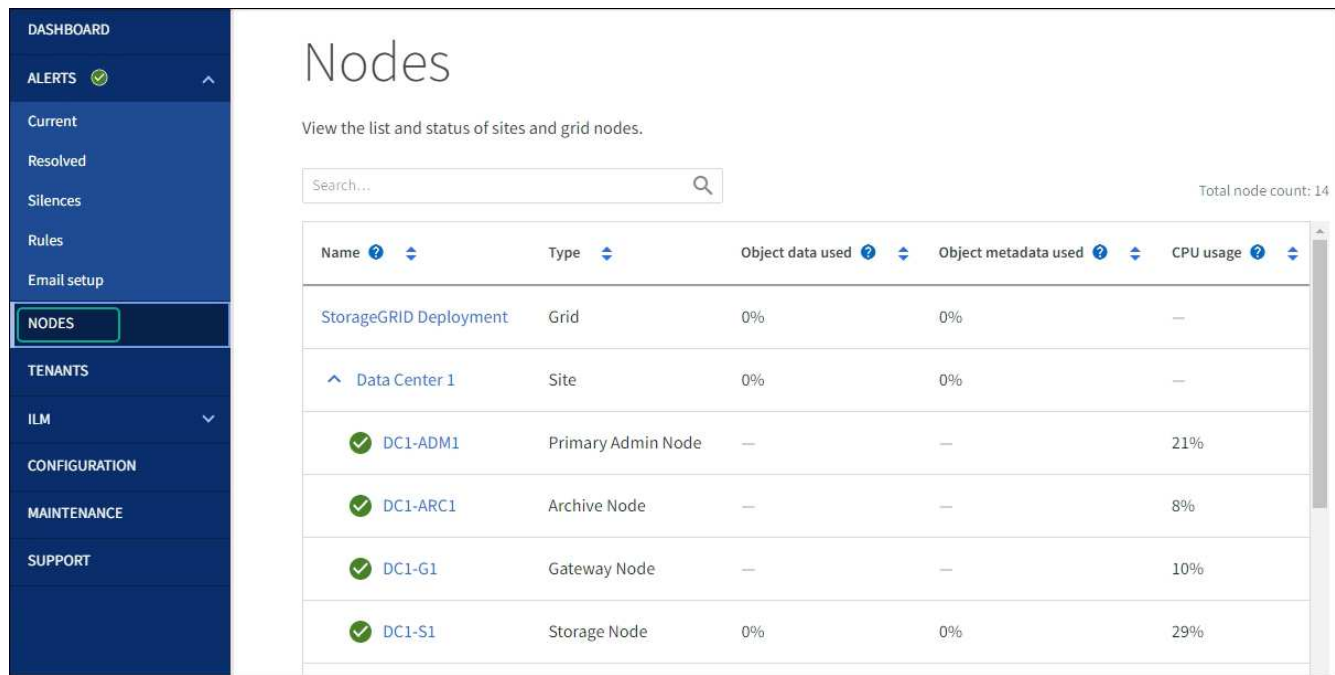 DASHBOARD
ALERTS
Current
Resolved
Silences
Rules
Email setup
NODES
TENANTS
ILM
CONFIGURATION
MAINTENANCE
SUPPORT
Nodes
View the list and status of sites and grid nodes.
Search...
Total node count: 14
Name ? Type Object data used ? Object metadata used ? CPU usage ?
StorageGRID Deployment Grid 0% 0% —
Data Center 1 Site 0% 0% —
DC1-ADM1 Primary Admin Node — — 21%
DC1-ARC1 Archive Node — — 8%
DC1-G1 Gateway Node — — 10%
DC1-S1 Storage Node 0% 0% 29%